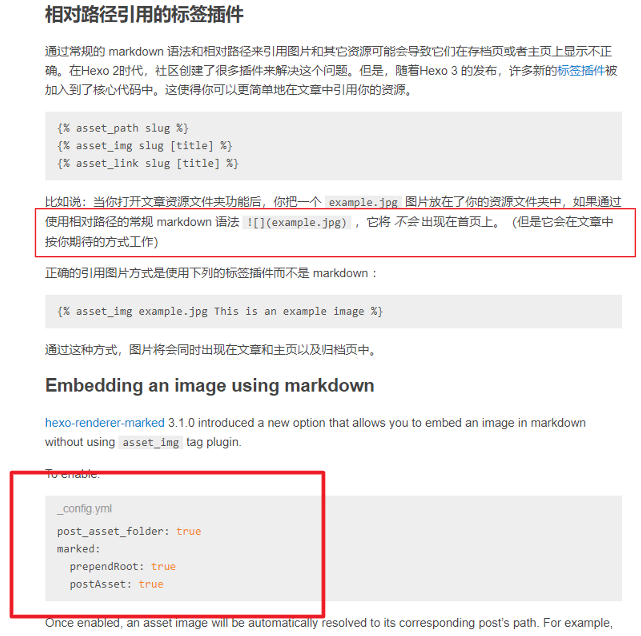 相对路径引用的标签插件
通过常规的 markdown 语法和相对路径来引用图片和其它资源可能会导致它们在存档页或者主页上显示不正
确。在Hexo 2时代，社区创建了很多插件来解决这个问题。但是，随着Hexo 3 的发布，许多新的标签插件被
加入到了核心代码中。这使得你可以更简单地在文章中引用你的资源。
{% asset_path slug %}
{% asset_img slug [title] %}
{% asset_link slug [title] %}
比如说：当你打开文章资源文件夹功能后，你把一个 example.jpg 图片放在了你的资源文件夹中，如果通过
使用相对路径的常规 markdown 语法 ![](example.jpg) ，它将 不会 出现在首页上。（但是它会在文章中
按你期待的方式工作）
正确的引用图片方式是使用下列的标签插件而不是 markdown ：
{% asset_img example.jpg This is an example image %}
通过这种方式，图片将会同时出现在文章和主页以及归档页中。
Embedding an image using markdown
hexo-renderer-marked 3.1.0 introduced a new option that allows you to embed an image in markdown
without using asset_img tag plugin.
To enable:
_config.yml
post_asset_folder: true
marked:
  prependRoot: true
  postAsset: true
Once enabled, an asset image will be automatically resolved to its corresponding post's path. For example,